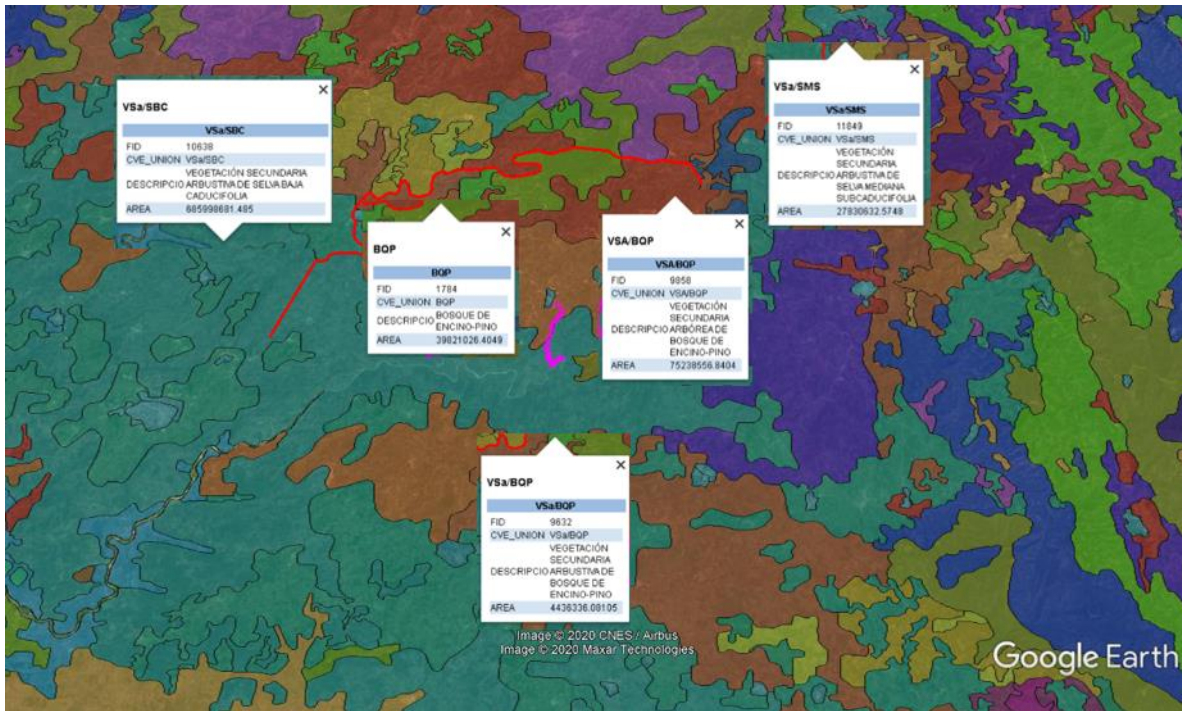 VSa/SBC
VSa/SBC
FID 10638
CVE_UNION VSa/SBC
VEGETACIÓN SECUNDARIA
DESCRIPCIO ARBUSTIVA DE SELVA BAJA
CADUCIFOLIA
AREA 685998681.485
BQP
BQP
FID 1784
CVE_UNION BQP
DESCRIPCIO BOSQUE DE
ENCINO-PINO
AREA 39821026.4049
VSA/BQP
VSA/BQP
FID 9858
CVE_UNION VSA/BQP
VEGETACIÓN
SECUNDARIA
DESCRIPCIO ARBÓREA DE
BOSQUE DE
ENCINO-PINO
AREA 75238556.8404
VSa/SMS
VSa/SMS
FID 11849
CVE_UNION VSa/SMS
VEGETACIÓN
SECUNDARIA
DESCRIPCIO ARBUSTIVA DE
SELVA MEDIANA
SUBCADUCIFOLIA
AREA 27830632.5748
VSa/BQP
VSa/BQP
FID 9632
CVE_UNION VSa/BQP
VEGETACIÓN
SECUNDARIA
DESCRIPCIO ARBUSTIVA DE
BOSQUE DE
ENCINO-PINO
AREA 4436336.08105
Image © 2020 CNES / Airbus
Image © 2020 Maxar Technologies
Google Earth